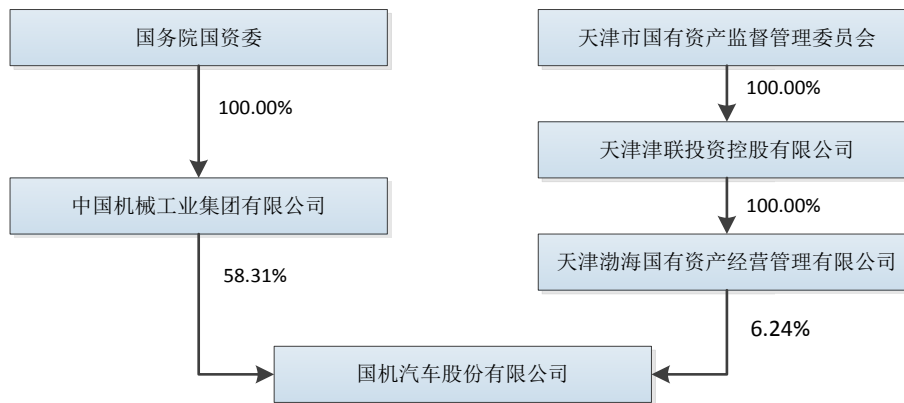 国务院国资委
天津市国有资产监督管理委员会
100.00%
100.00%
天津津联投资控股有限公司
中国机械工业集团有限公司
100.00%
天津渤海国有资产经营管理有限公司
58.31%
6.24%
国机汽车股份有限公司